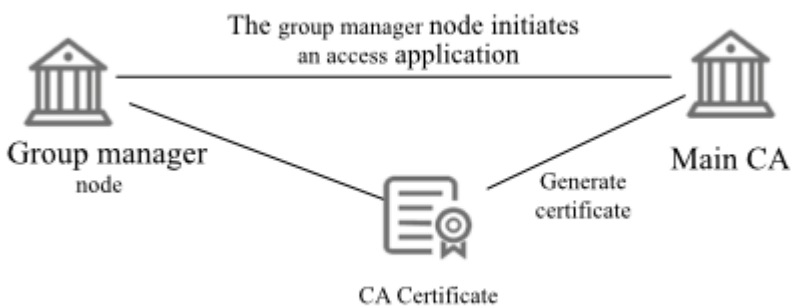 The group manager node initiates
an access application
Group manager
node
Main CA
Generate
certificate
CA Certificate